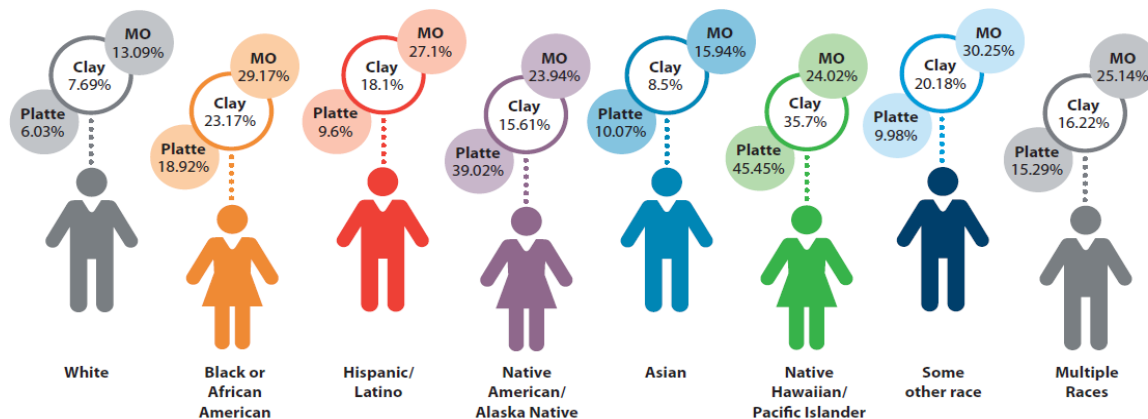 MO
13.09%
Clay
7.69%
Platte
6.03%
White
MO
29.17%
Clay
23.17%
Platte
18.92%
Black or
African
American
MO
27.1%
Clay
18.1%
Platte
9.6%
Hispanic/
Latino
MO
23.94%
Clay
15.61%
Platte
39.02%
Native
American/
Alaska Native
MO
15.94%
Clay
8.5%
Platte
10.07%
Asian
MO
24.02%
Clay
35.7%
Platte
45.45%
Native
Hawaiian/
Pacific Islander
MO
30.25%
Clay
20.18%
Platte
9.98%
Some
other race
MO
25.14%
Clay
16.22%
Platte
15.29%
Multiple
Races